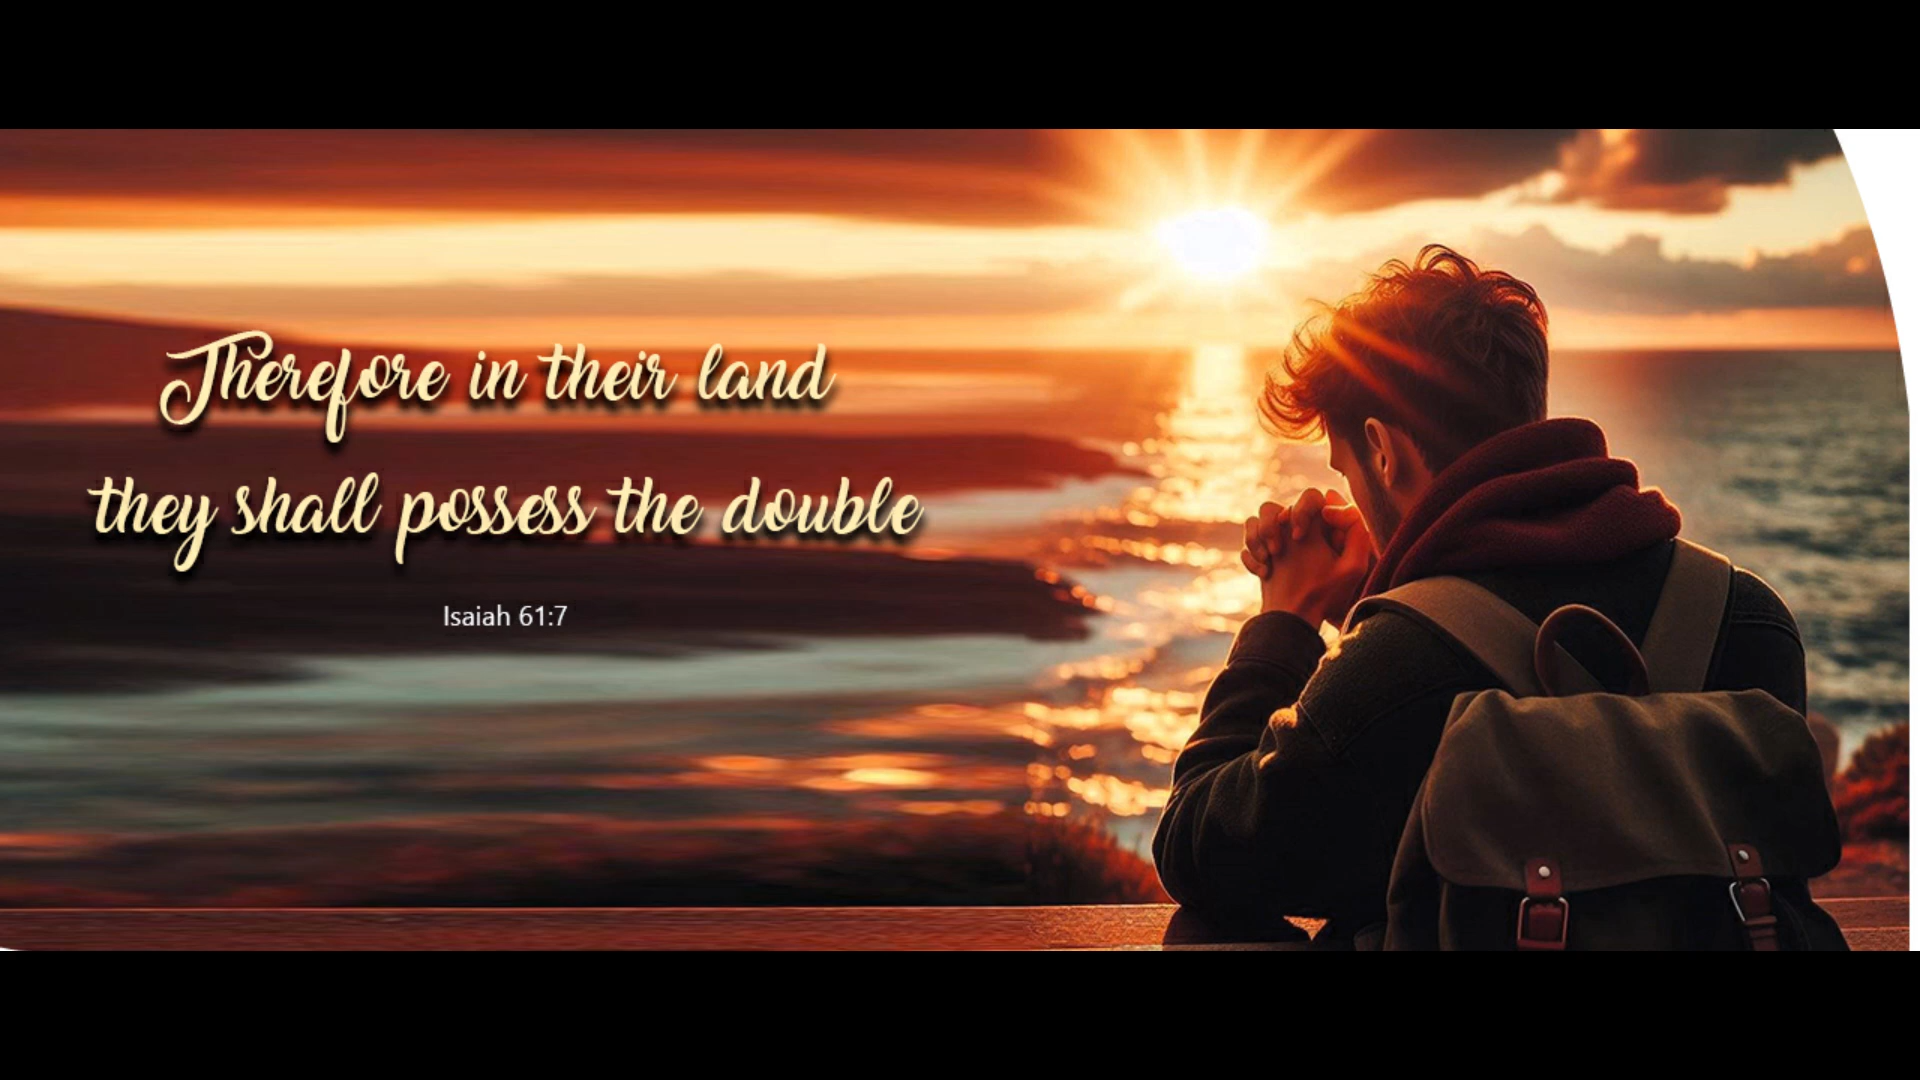 Therefore in their land
they shall possess the double
Isaiah 61:7